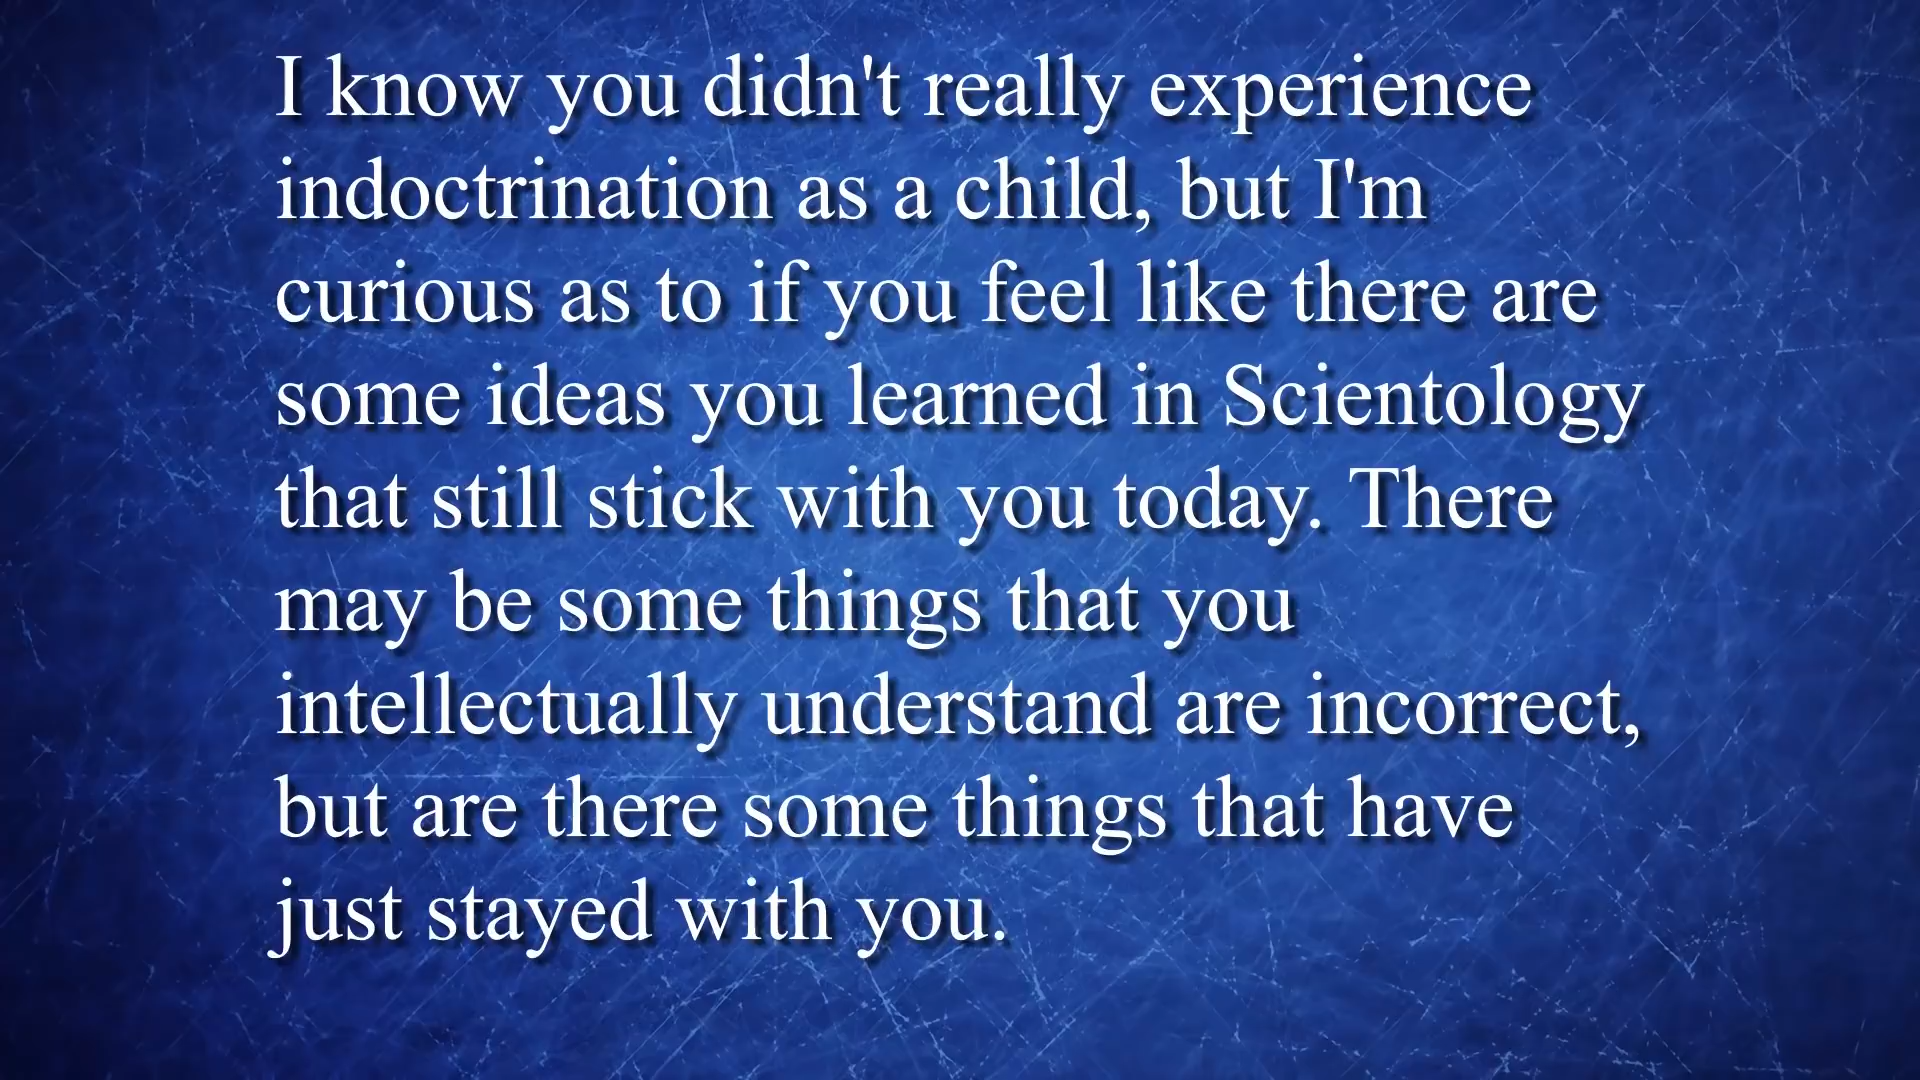 I know you didn't really experience
indoctrination as a child, but I'm
curious as to if you feel like there are
some ideas you learned in Scientology
that still stick with you today. There
may be some things that you
intellectually understand are incorrect,
but are there some things that have
just stayed with you.